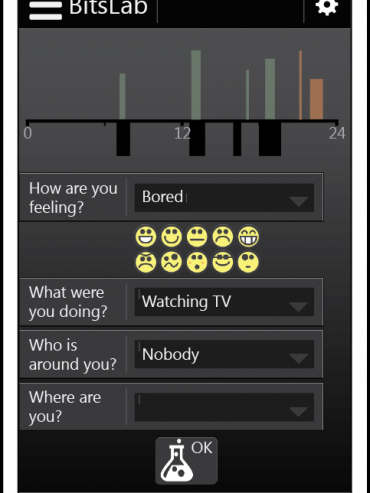 BitsLab
0 12 24
How are you
feeling?
Bored
What were
you doing?
Watching TV
Who is
around you?
Nobody
Where are
you?
OK